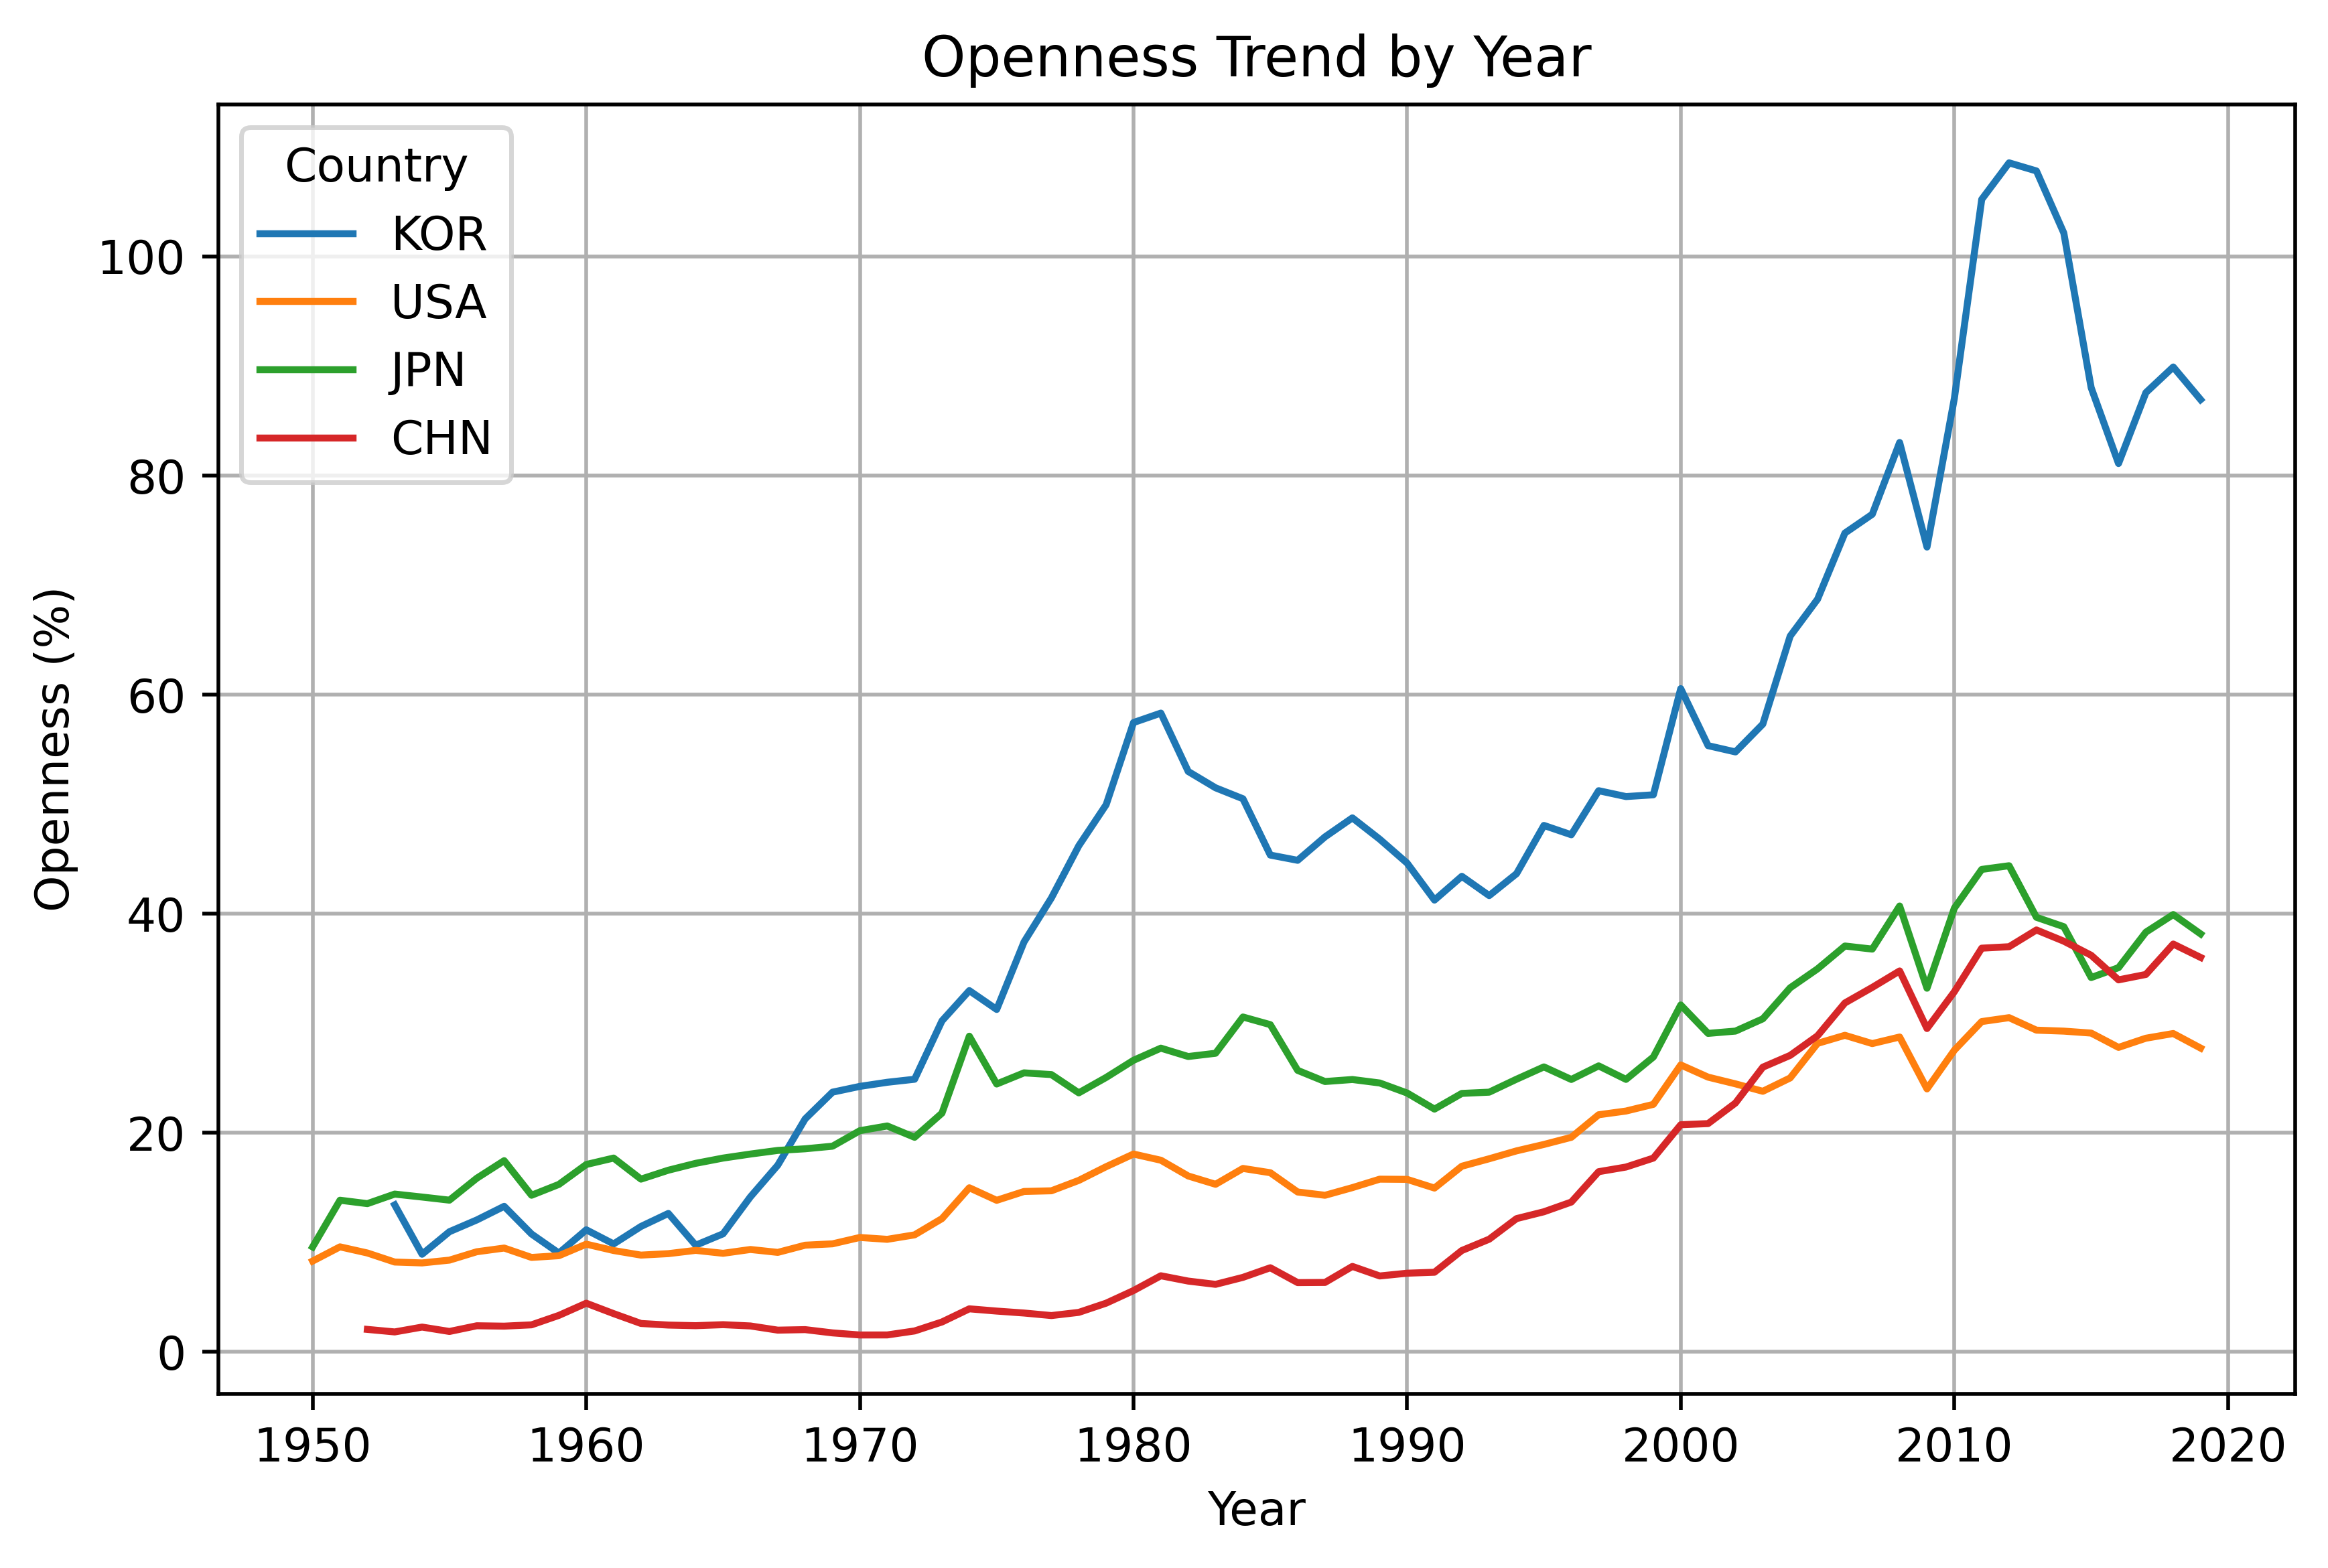 Openness Trend by Year
Country
KOR
USA
JPN
CHN
Openness (%)
100
80
60
40
20
0
1950 1960 1970 1980 1990 2000 2010 2020
Year